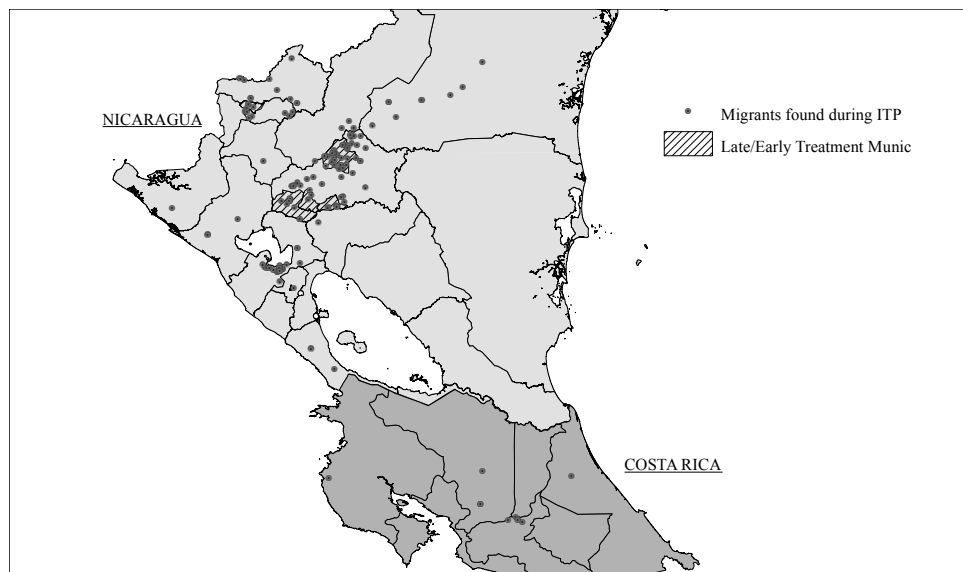 NICARAGUA
Migrants found during ITP
Late/Early Treatment Munic
COSTA RICA